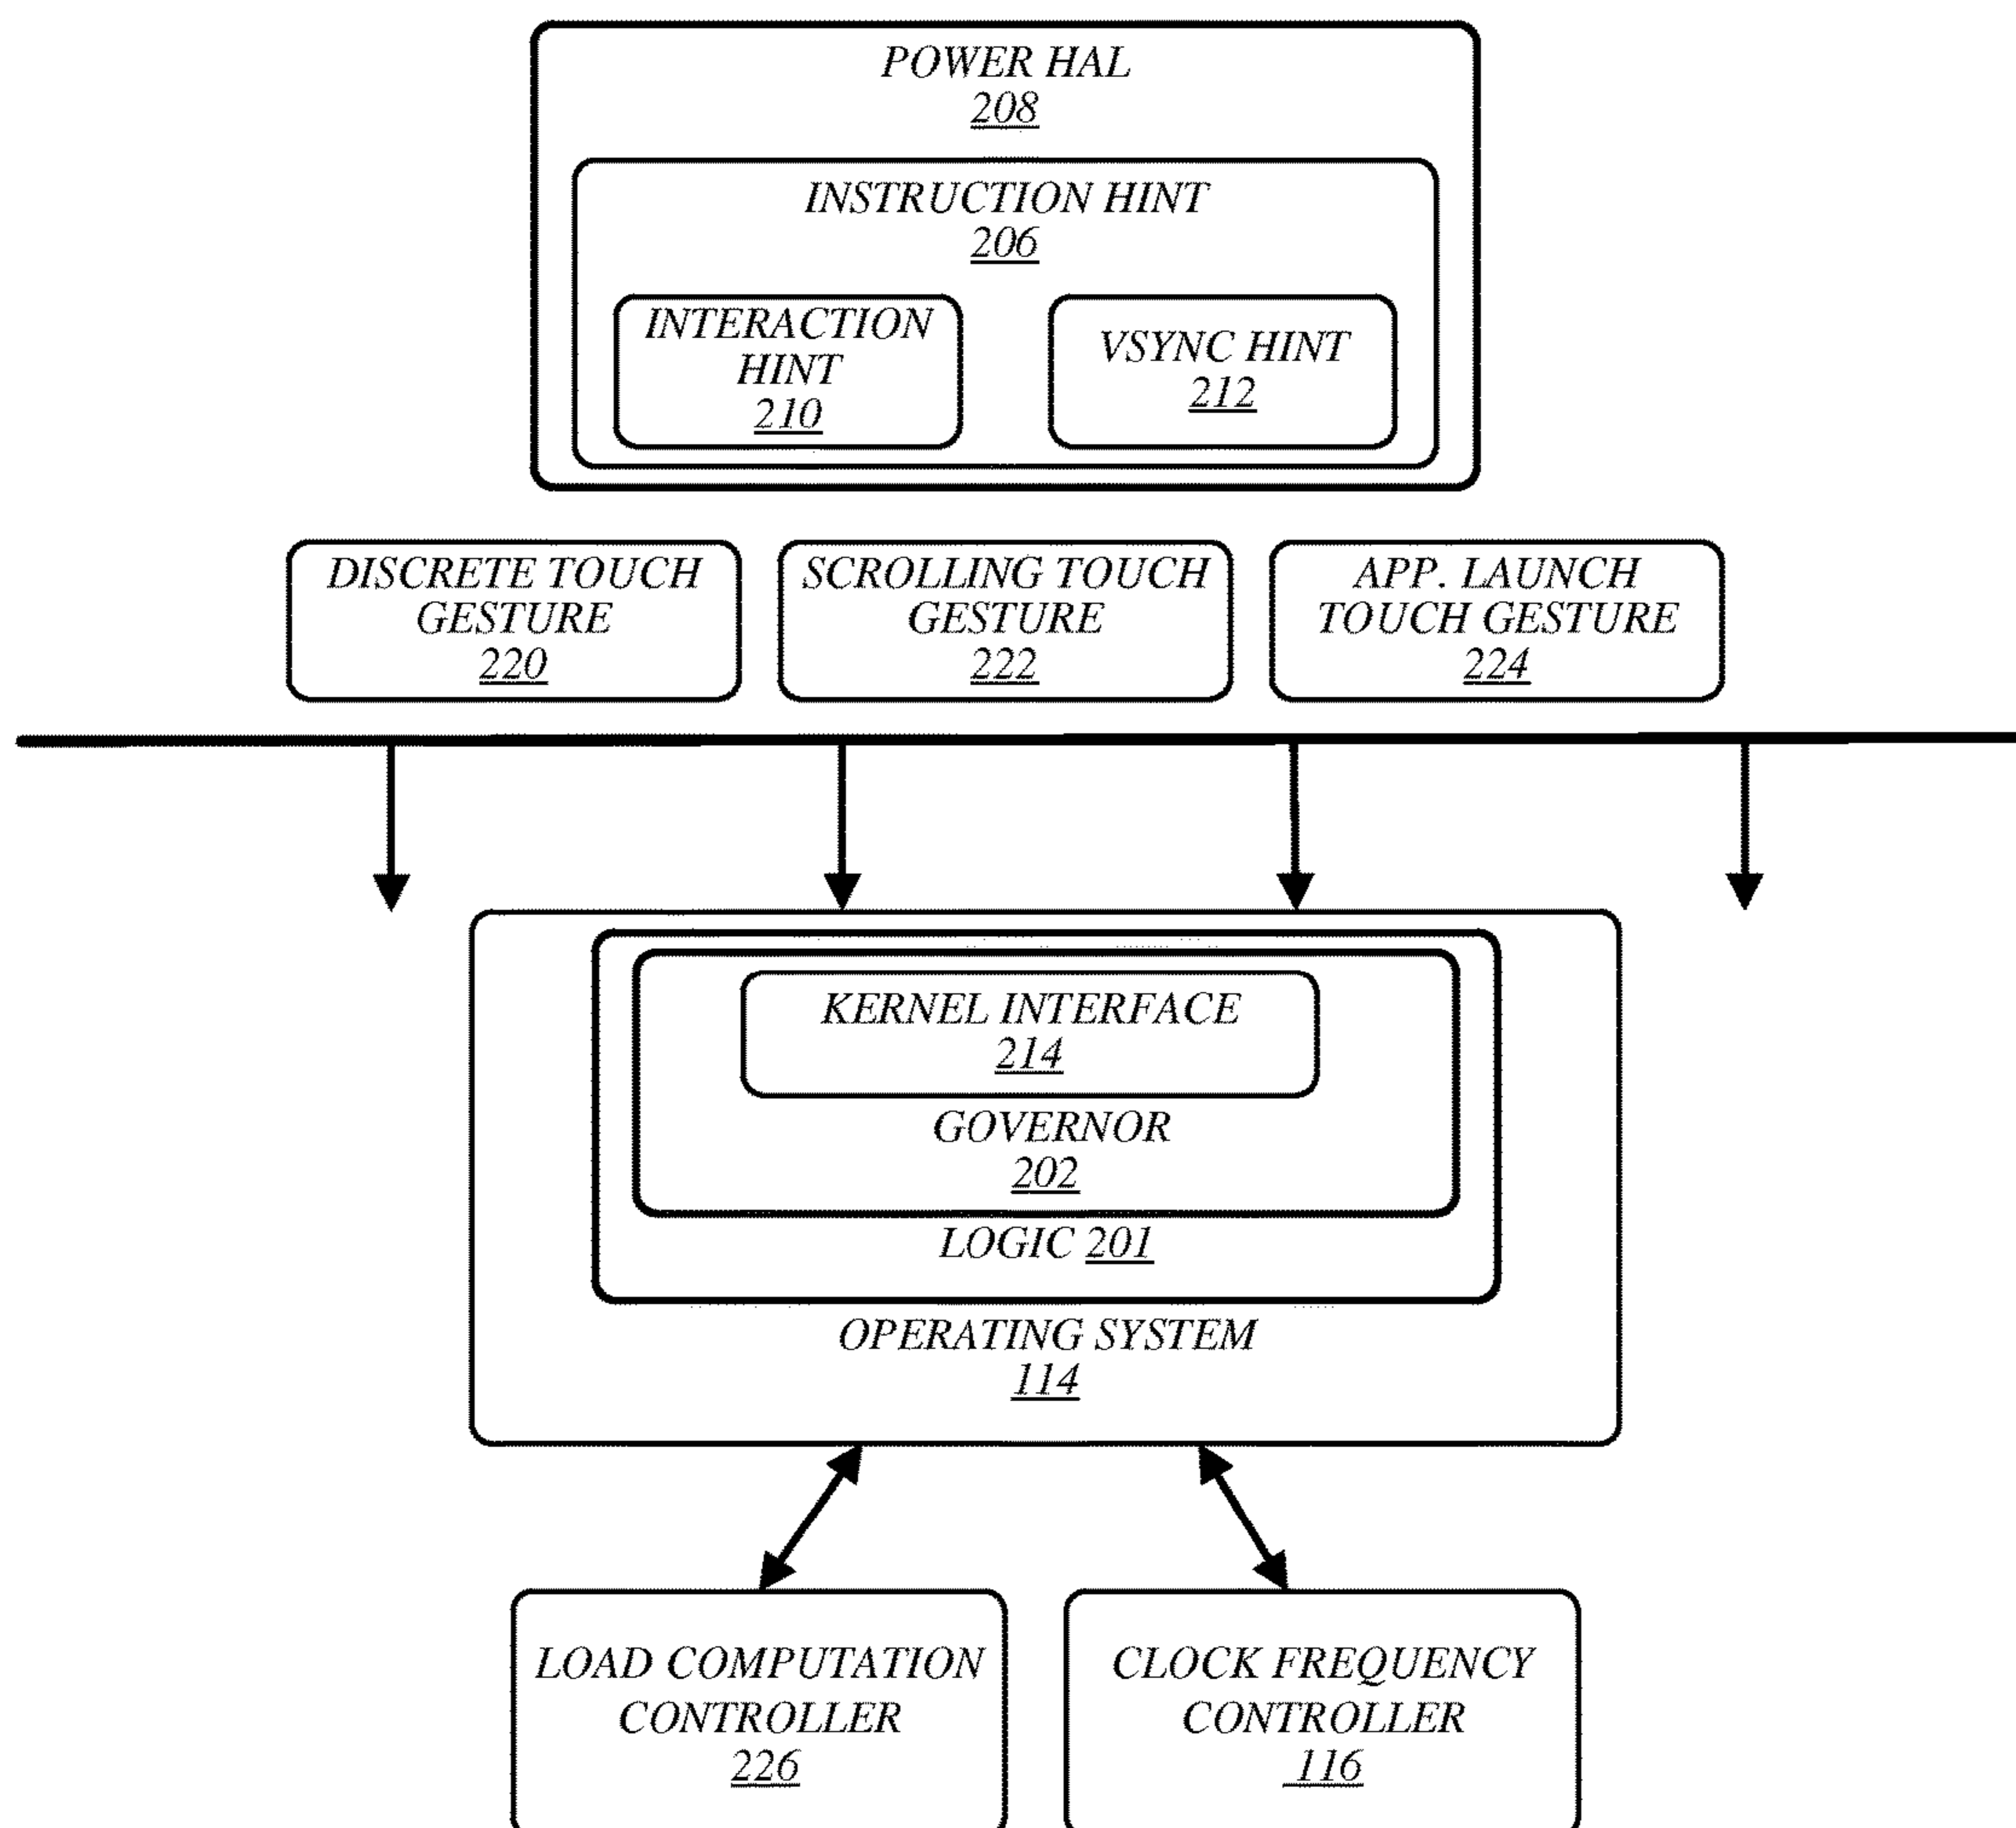 POWER HAL
208
INSTRUCTION HINT
206
INTERACTION
HINT
210
VSYNC HINT
212
DISCRETE TOUCH
GESTURE
220
SCROLLING TOUCH
GESTURE
222
APP. LAUNCH
TOUCH GESTURE
224
KERNEL INTERFACE
214
GOVERNOR
202
LOGIC 201
OPERATING SYSTEM
114
LOAD COMPUTATION
CONTROLLER
226
CLOCK FREQUENCY
CONTROLLER
116